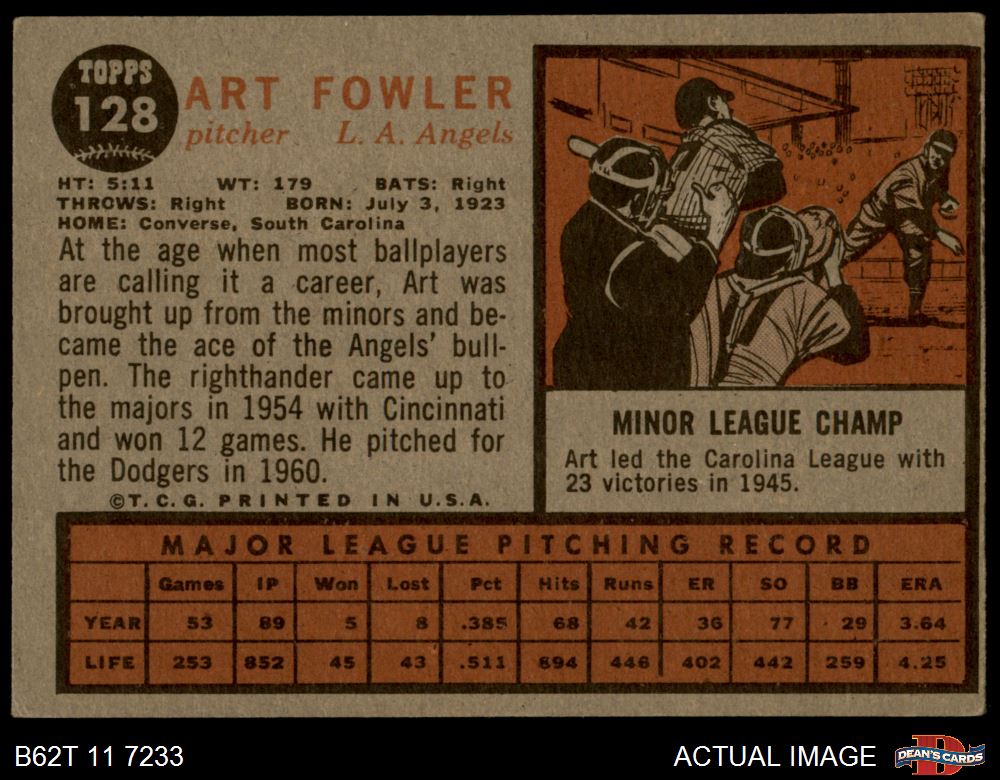 TOPPS
128
ART FOWLER
pitcher L. A. Angels
HT: 5:11 WT: 179 BATS: Right
THROWS: Right BORN: July 3, 1923
HOME: Converse, South Carolina
At the age when most ballplayers
are calling it a career, Art was
brought up from the minors and be-
came the ace of the Angels' bull-
pen. The righthander came up to
the majors in 1954 with Cincinnati
and won 12 games. He pitched for
the Dodgers in 1960.
©T.C.G. PRINTED IN U.S.A.
MINOR LEAGUE CHAMP
Art led the Carolina League with
23 victories in 1945.
MAJOR LEAGUE PITCHING RECORD
Games IP Won Lost Pct Hits Runs ER SO BB ERA
YEAR 53 89 5 8 .385 68 42 36 77 29 3.64
LIFE 253 852 45 43 .511 894 446 402 442 259 4.25
B62T 11 7233
ACTUAL IMAGE
DEAN'S CARDS